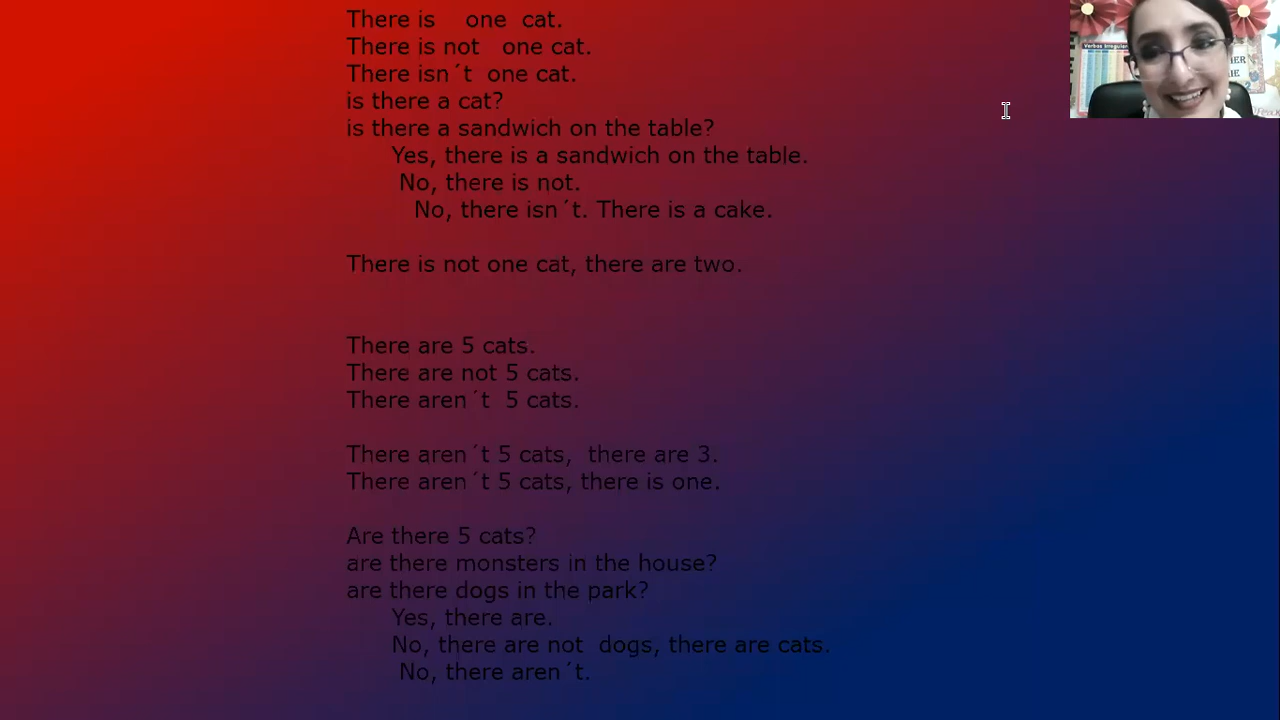 There is one cat.
There is not one cat.
There isn´t one cat.
is there a cat?
is there a sandwich on the table?
Yes, there is a sandwich on the table.
No, there is not.
No, there isn´t. There is a cake.
There is not one cat, there are two.
There are 5 cats.
There are not 5 cats.
There aren´t 5 cats.
There aren´t 5 cats, there are 3.
There aren´t 5 cats, there is one.
Are there 5 cats?
are there monsters in the house?
are there dogs in the park?
Yes, there are.
No, there are not dogs, there are cats.
No, there aren´t.
Verbos Irregular